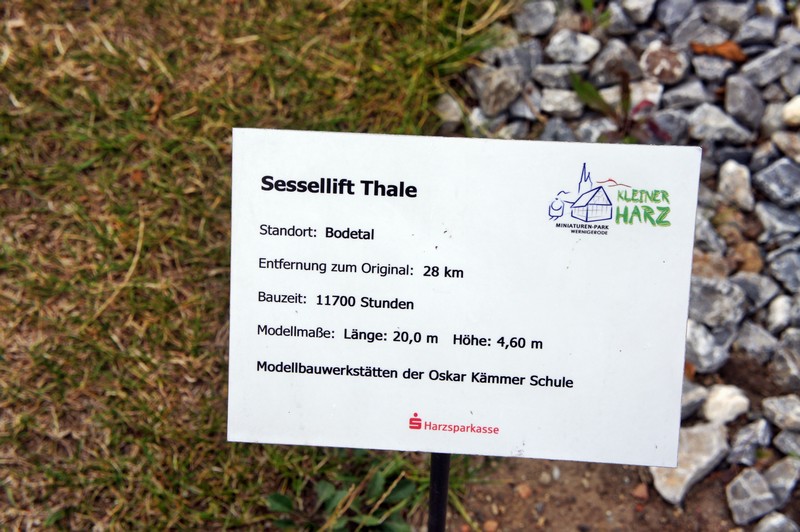 Sessellift Thale
KLEINER
HARZ
MINIATUREN-PARK
WERNIGERODE
Standort: Bodetal
Entfernung zum Original: 28 km
Bauzeit: 11700 Stunden
Modellmaße: Länge: 20,0 m Höhe: 4,60 m
Modellbauwerkstätten der Oskar Kämmer Schule
Harzsparkasse